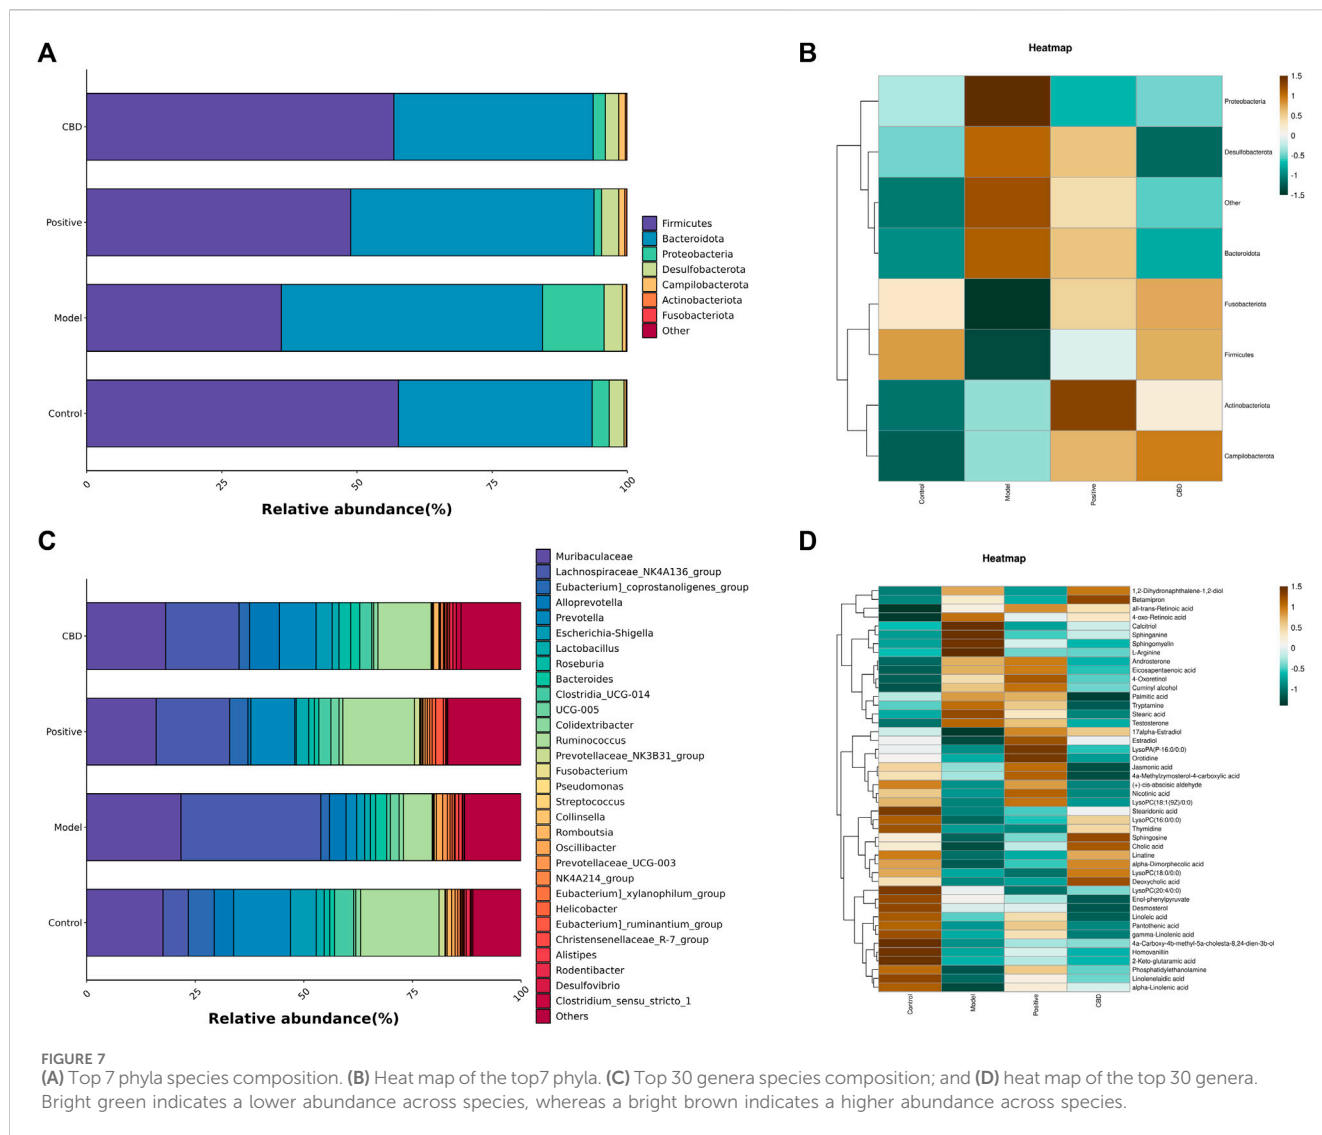 A
CBD
Positive
Model
Control
0
25
50
75
100
Relative abundance(%)
Firmicutes
Bacteroidota
Proteobacteria
Desulfobacterota
Campilobacterota
Actinobacteriota
Fusobacteriota
Other
B
Heatmap
Proteobacteria
Desulfobacterota
Other
Bacteroidota
Fusobacteriota
Firmicutes
Actinobacteriota
Campilobacterota
Control
Model
Positive
CBD
1.5
1
0.5
0
-0.5
-1
-1.5
C
CBD
Positive
Model
Control
0
25
50
75
100
Relative abundance(%)
Muribaculaceae
Lachnospiraceae_NK4A136_group
Eubacterium]_coprostanoligenes_group
Alloprevotella
Prevotella
Escherichia-Shigella
Lactobacillus
Roseburia
Bacteroides
Clostridia_UCG-014
UCG-005
Colidextribacter
Ruminococcus
Prevotellaceae_NK3B31_group
Fusobacterium
Pseudomonas
Streptococcus
Collinsella
Romboutsia
Oscillibacter
Prevotellaceae_UCG-003
NK4A214_group
Eubacterium]_xylanophilum_group
Helicobacter
Eubacterium]_ruminantium_group
Christensenellaceae_R-7_group
Alistipes
Rodentibacter
Desulfovibrio
Clostridium_sensu_stricto_1
Others
D
Heatmap
1,2-Dihydronaphthalene-1,2-diol
Betamipron
all-trans-Retinoic acid
4-oxo-Retinoic acid
Calcitriol
Sphinganine
Sphingomyelin
L-Arginine
Androsterone
Eicosapentaenoic acid
4-Oxoretinol
Cuminyl alcohol
Palmitic acid
Tryptamine
Stearic acid
Testosterone
17alpha-Estradiol
Estradiol
LysoPA(P-16:0/0:0)
Orotidine
Jasmonic acid
4a-Methylzymosterol-4-carboxylic acid
(+)-cis-abscisic aldehyde
Nicotinic acid
LysoPC(18:1(9Z)/0:0)
Stearidonic acid
LysoPC(16:0/0:0)
Thymidine
Sphingosine
Cholic acid
Linatine
alpha-Dimorphecolic acid
LysoPC(18:0/0:0)
Deoxycholic acid
LysoPC(20:4/0:0)
Enol-phenylpyruvate
Desmosterol
Linoleic acid
Pantothenic acid
gamma-Linolenic acid
4a-Carboxy-4b-methyl-5a-cholesta-8,24-dien-3b-ol
Homovanillin
2-Keto-glutaramic acid
Phosphatidylethanolamine
Linolenelaidic acid
alpha-Linolenic acid
Control
Model
Positive
CBD
1.5
1
0.5
0
-0.5
-1
FIGURE 7
(A) Top 7 phyla species composition. (B) Heat map of the top7 phyla. (C) Top 30 genera species composition; and (D) heat map of the top 30 genera.
Bright green indicates a lower abundance across species, whereas a bright brown indicates a higher abundance across species.